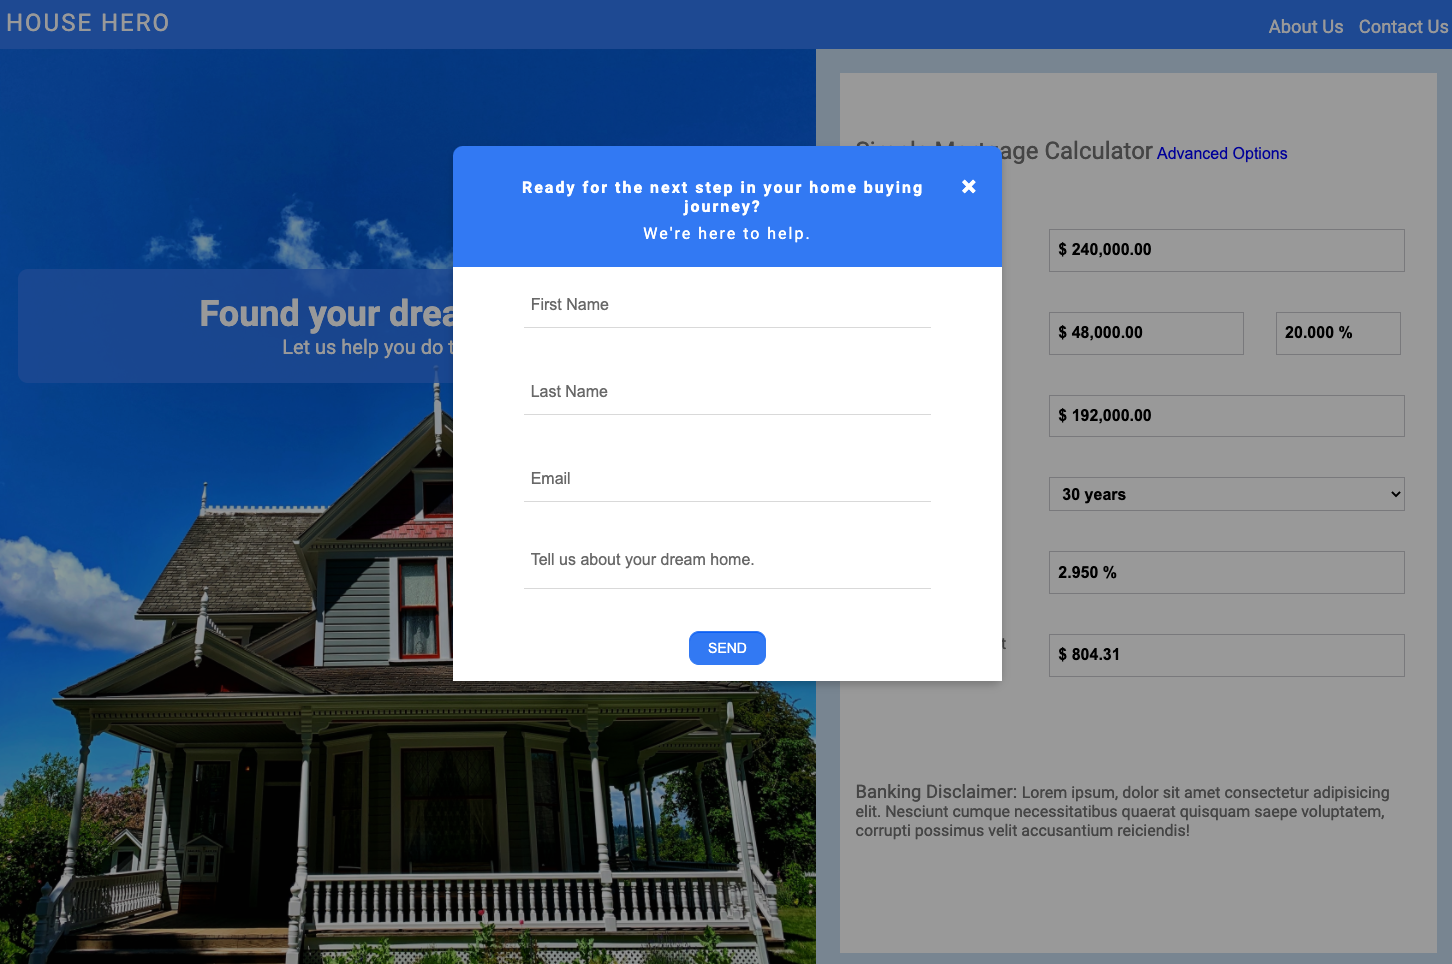 HOUSE HERO
About Us Contact Us
Found your drea
Let us help you do t
Ready for the next step in your home buying
journey?
We're here to help.
×
First Name
Last Name
Email
Tell us about your dream home.
SEND
Calculator Advanced Options
$ 240,000.00
$ 48,000.00 20.000 %
$ 192,000.00
30 years
2.950 %
$ 804.31
Banking Disclaimer: Lorem ipsum, dolor sit amet consectetur adipisicing
elit. Nesciunt cumque necessitatibus quaerat quisquam saepe voluptatem,
corrupti possimus velit accusantium reiciendis!